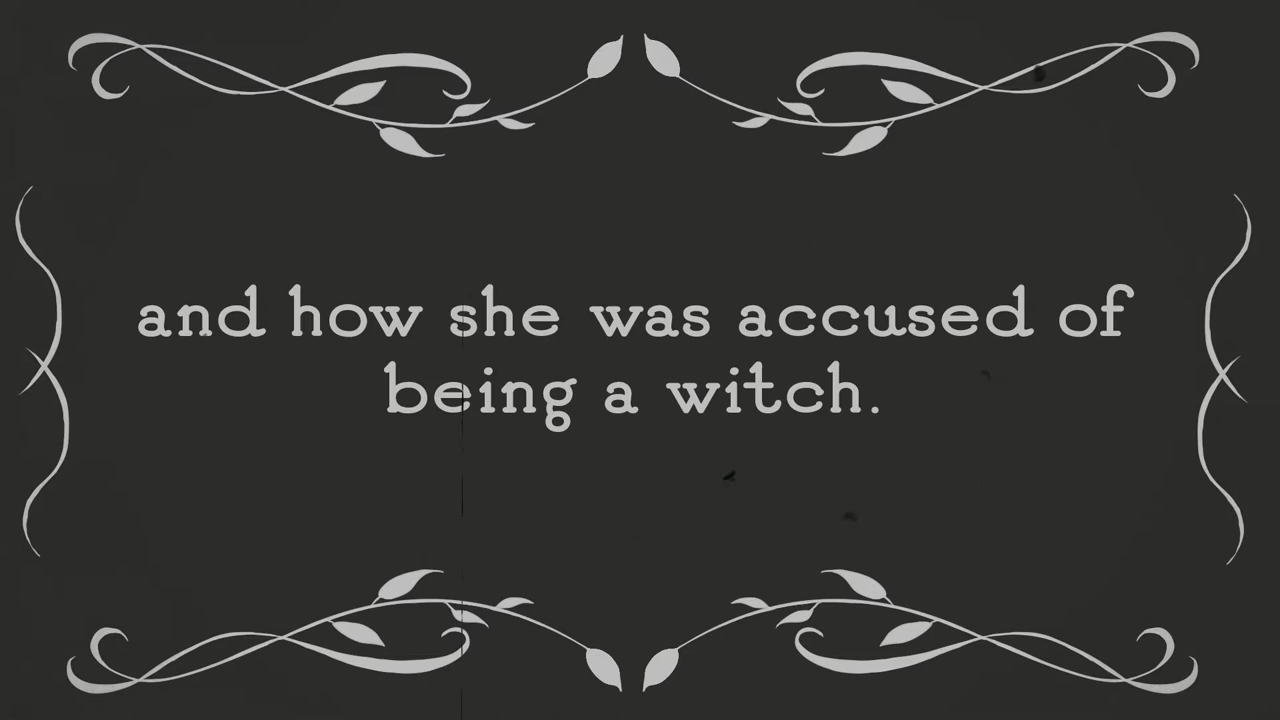 and how she was accused of
being a witch.